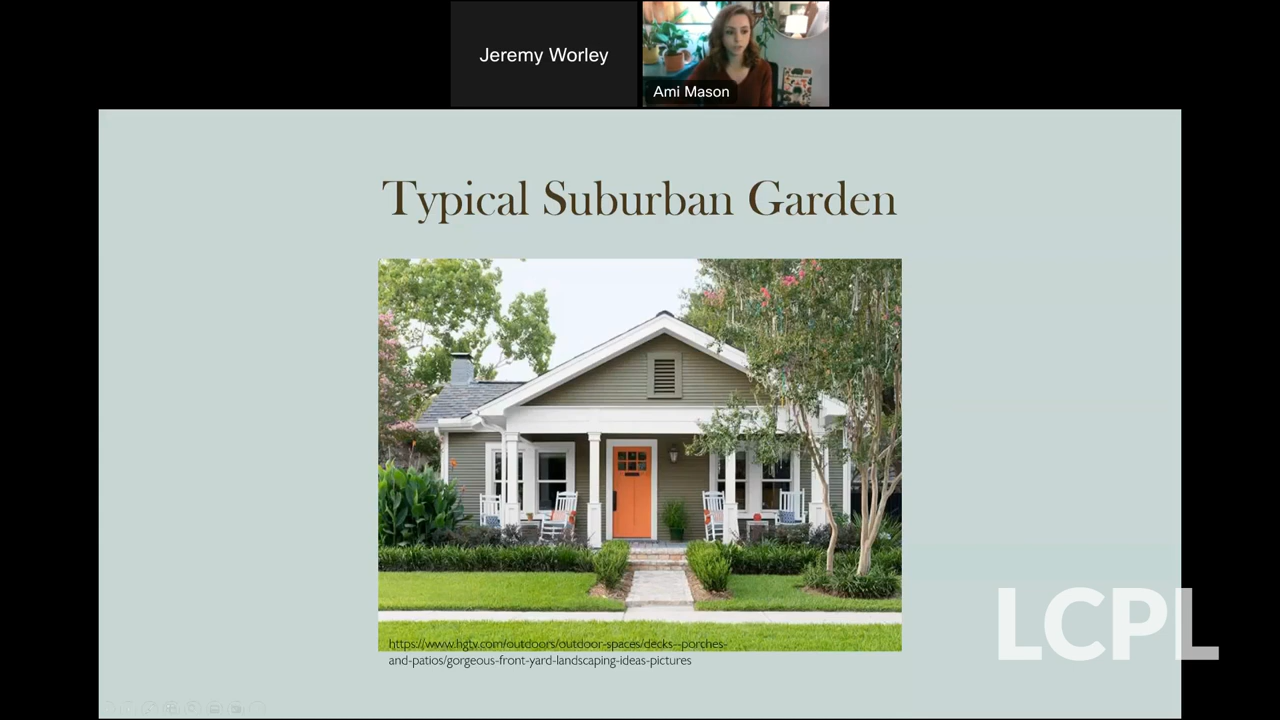 Jeremy Worley
Ami Mason
Typical Suburban Garden
https://www.hgtv.com/outdoors/outdoor-spaces/decks--porches-
and-patios/gorgeous-front-yard-landscaping-ideas-pictures
LCPL